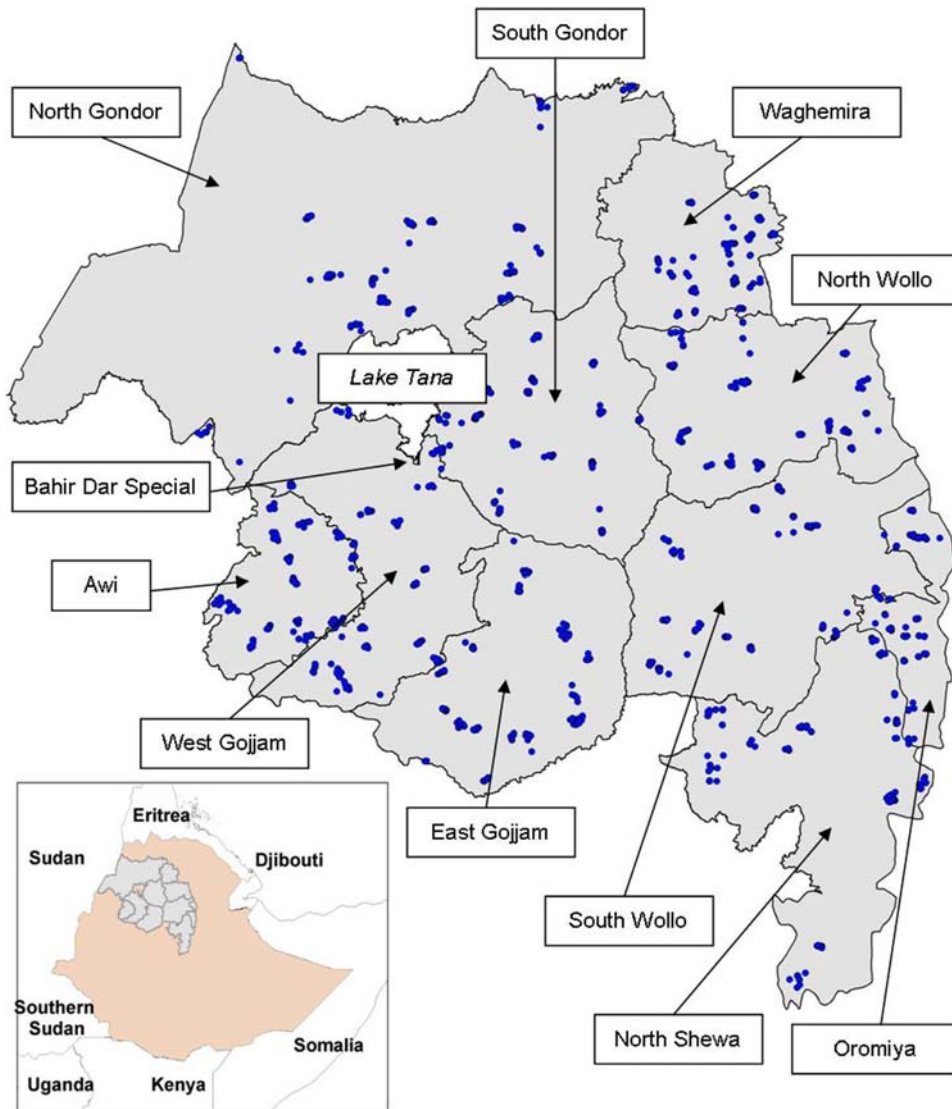 South Gondor
North Gondor
Waghemira
North Wollo
Lake Tana
Bahir Dar Special
Awi
West Gojjam
East Gojjam
South Wollo
North Shewa
Oromiya
Eritrea
Sudan
Djibouti
Southern
Sudan
Somalia
Uganda
Kenya